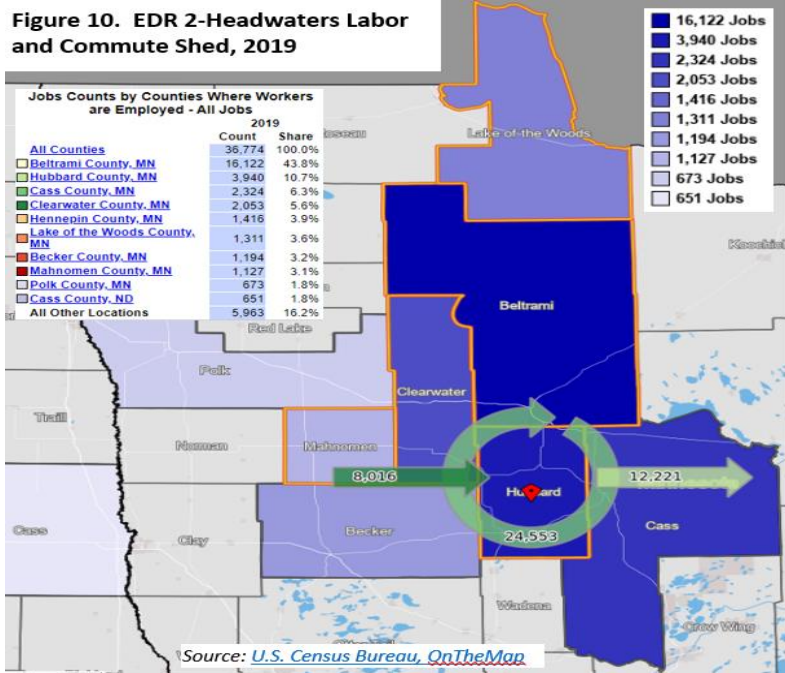 Figure 10.  EDR 2-Headwaters Labor
and Commute Shed, 2019
Jobs Counts by Counties Where Workers
are Employed - All Jobs
2019
Count Share
All Counties 36,774 100.0%
Beltrami County, MN 16,122 43.8%
Hubbard County, MN 3,940 10.7%
Cass County, MN 2,324 6.3%
Clearwater County, MN 2,053 5.6%
Hennepin County, MN 1,416 3.9%
Lake of the Woods County,
MN 1,311 3.6%
Becker County, MN 1,194 3.2%
Mahnomen County, MN 1,127 3.1%
Polk County, MN 673 1.8%
Cass County, ND 651 1.8%
All Other Locations 5,963 16.2%
16,122 Jobs
3,940 Jobs
2,324 Jobs
2,053 Jobs
1,416 Jobs
1,311 Jobs
1,194 Jobs
1,127 Jobs
673 Jobs
651 Jobs
Lake of the Woods
Beltrami
Red Lake
Polk
Clearwater
Traill
Norman
Mahnomen
8,016
12,221
Hubbard
Cass
Clay
Becker
24,553
Cass
Wadena
Crow Wing
Source: U.S. Census Bureau, OnTheMap